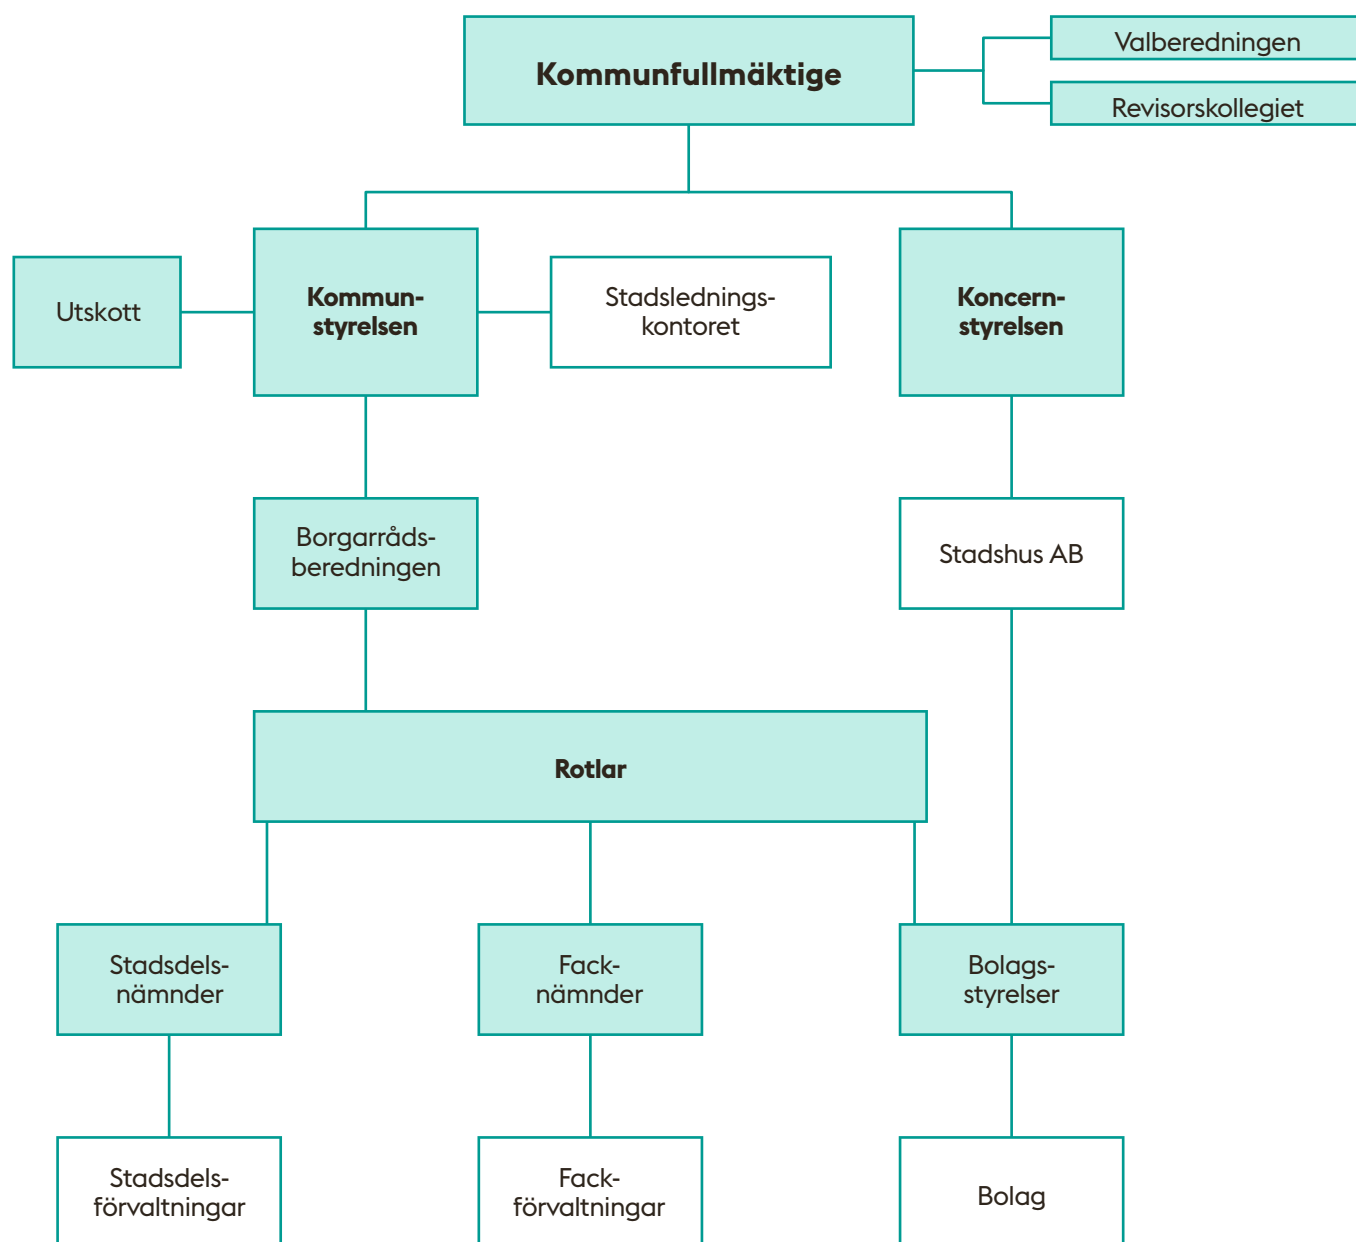 Kommunfullmäktige
Valberedningen
Revisorskollegiet
Utskott
Kommun-
styrelsen
Stadslednings-
kontoret
Koncern-
styrelsen
Borgarråds-
beredningen
Stadshus AB
Rotlar
Stadsdels-
nämnder
Fack-
nämnder
Bolags-
styrelser
Stadsdels-
förvaltningar
Fack-
förvaltningar
Bolag